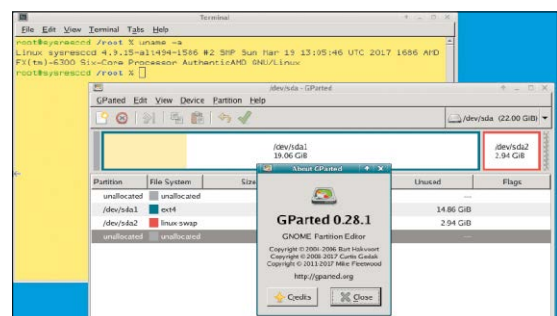 Terminal
File Edit View Terminal Tabs Help
root@sysresccd /root % uname -a
Linux sysresccd 4.9.15-alt494-i586 #2 SMP Sun Mar 19 13:05:46 UTC 2017 i686 AMD
FX(tm)-6300 Six-Core Processor AuthenticAMD GNU/Linux
root@sysresccd /root %
/dev/sda - GParted
GParted Edit View Device Partition Help
/dev/sda (22.00 GiB)
/dev/sda1
19.06 GiB
/dev/sda2
2.94 GiB
Partition File System Size Unused Flags
unallocated unallocated
/dev/sda1 ext4 14.86 GiB
/dev/sda2 linux-swap 2.94 GiB
unallocated unallocated
About GParted
GParted 0.28.1
GNOME Partition Editor
Copyright © 2004-2006 Bart Hakvoort
Copyright © 2008-2017 Curtis Gedak
Copyright © 2011-2017 Mike Fleetwood
http://gparted.org
Credits Close